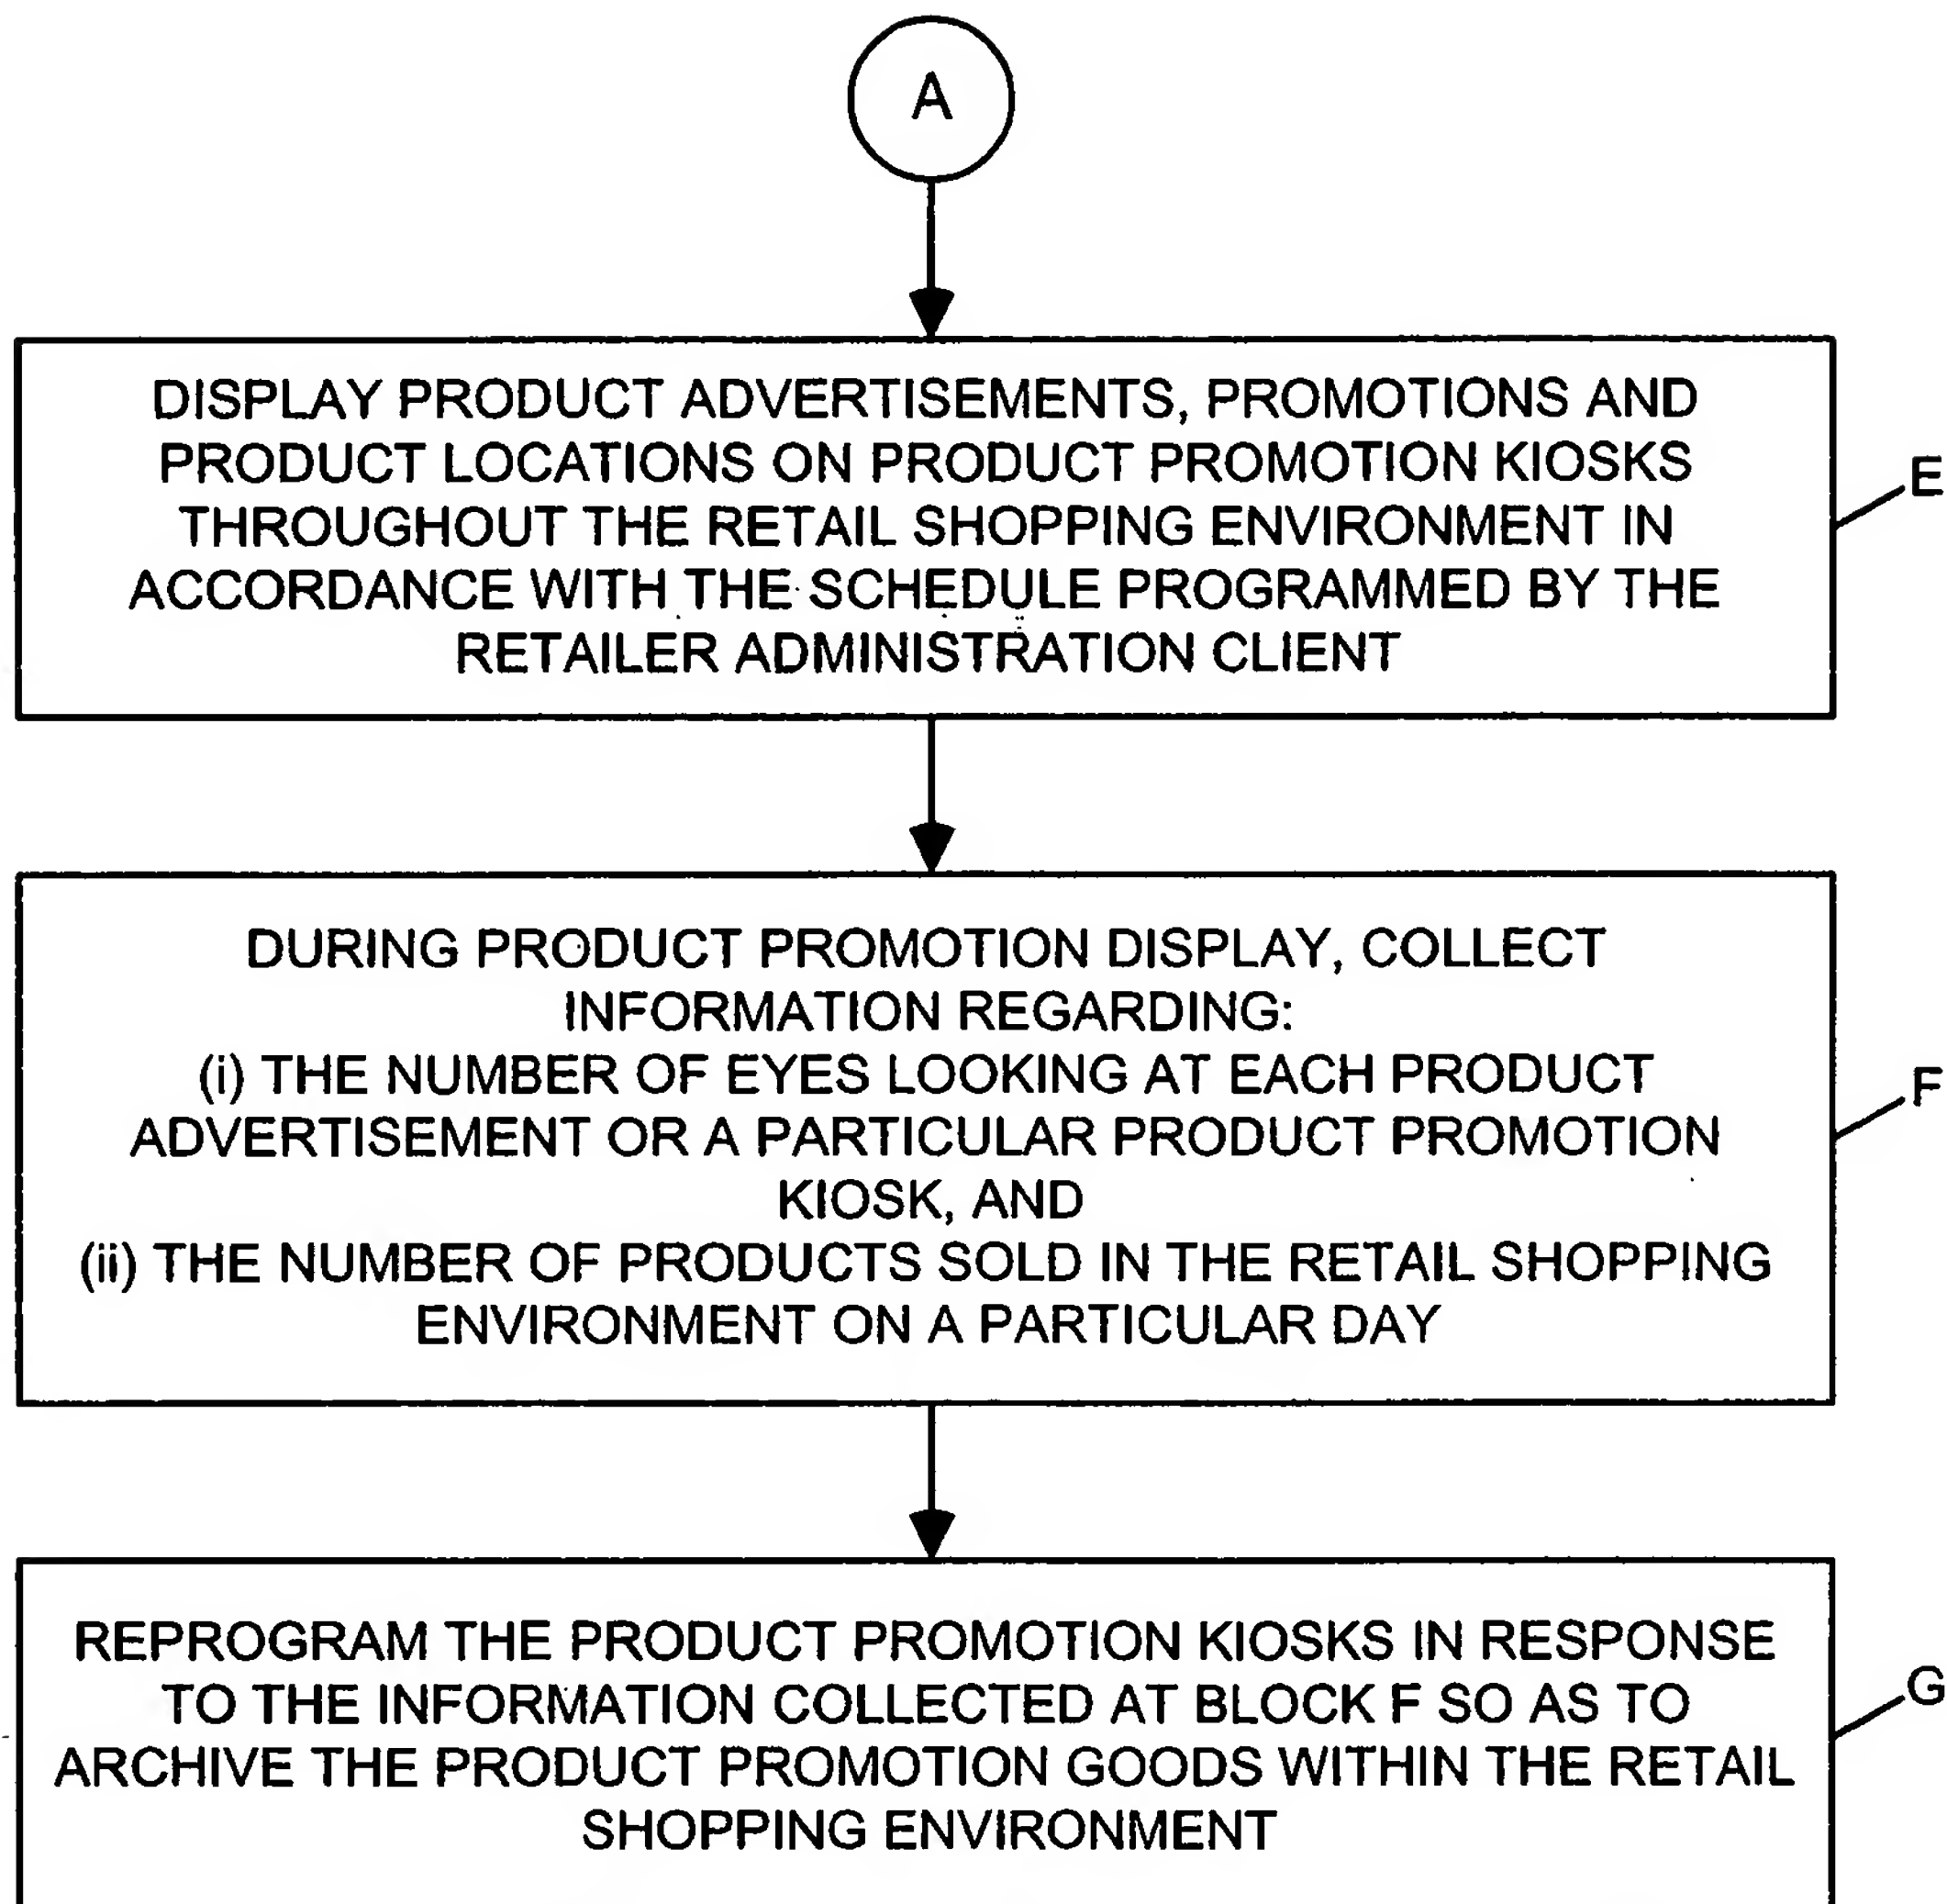 A
DISPLAY PRODUCT ADVERTISEMENTS, PROMOTIONS AND
PRODUCT LOCATIONS ON PRODUCT PROMOTION KIOSKS
THROUGHOUT THE RETAIL SHOPPING ENVIRONMENT IN
ACCORDANCE WITH THE SCHEDULE PROGRAMMED BY THE
RETAILER ADMINISTRATION CLIENT
E
DURING PRODUCT PROMOTION DISPLAY, COLLECT
INFORMATION REGARDING:
(i) THE NUMBER OF EYES LOOKING AT EACH PRODUCT
ADVERTISEMENT OR A PARTICULAR PRODUCT PROMOTION
KIOSK, AND
(ii) THE NUMBER OF PRODUCTS SOLD IN THE RETAIL SHOPPING
ENVIRONMENT ON A PARTICULAR DAY
F
REPROGRAM THE PRODUCT PROMOTION KIOSKS IN RESPONSE
TO THE INFORMATION COLLECTED AT BLOCK F SO AS TO
ARCHIVE THE PRODUCT PROMOTION GOODS WITHIN THE RETAIL
SHOPPING ENVIRONMENT
G